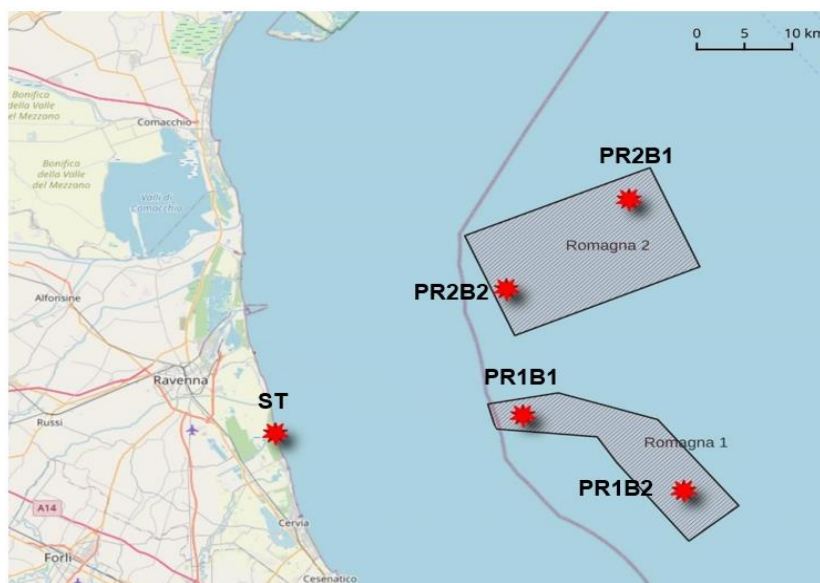 0 5 10 km
Bonifica
della Valle
del Mezzano
Comacchio
PR2B1
Bonifica
della Valle
del Mezzano
Valli di
Comacchio
Romagna 2
Alfonsine
PR2B2
PR1B1
Ravenna
ST
Russi
Romagna 1
PR1B2
A14
Cervia
Forlì
Cesenatico